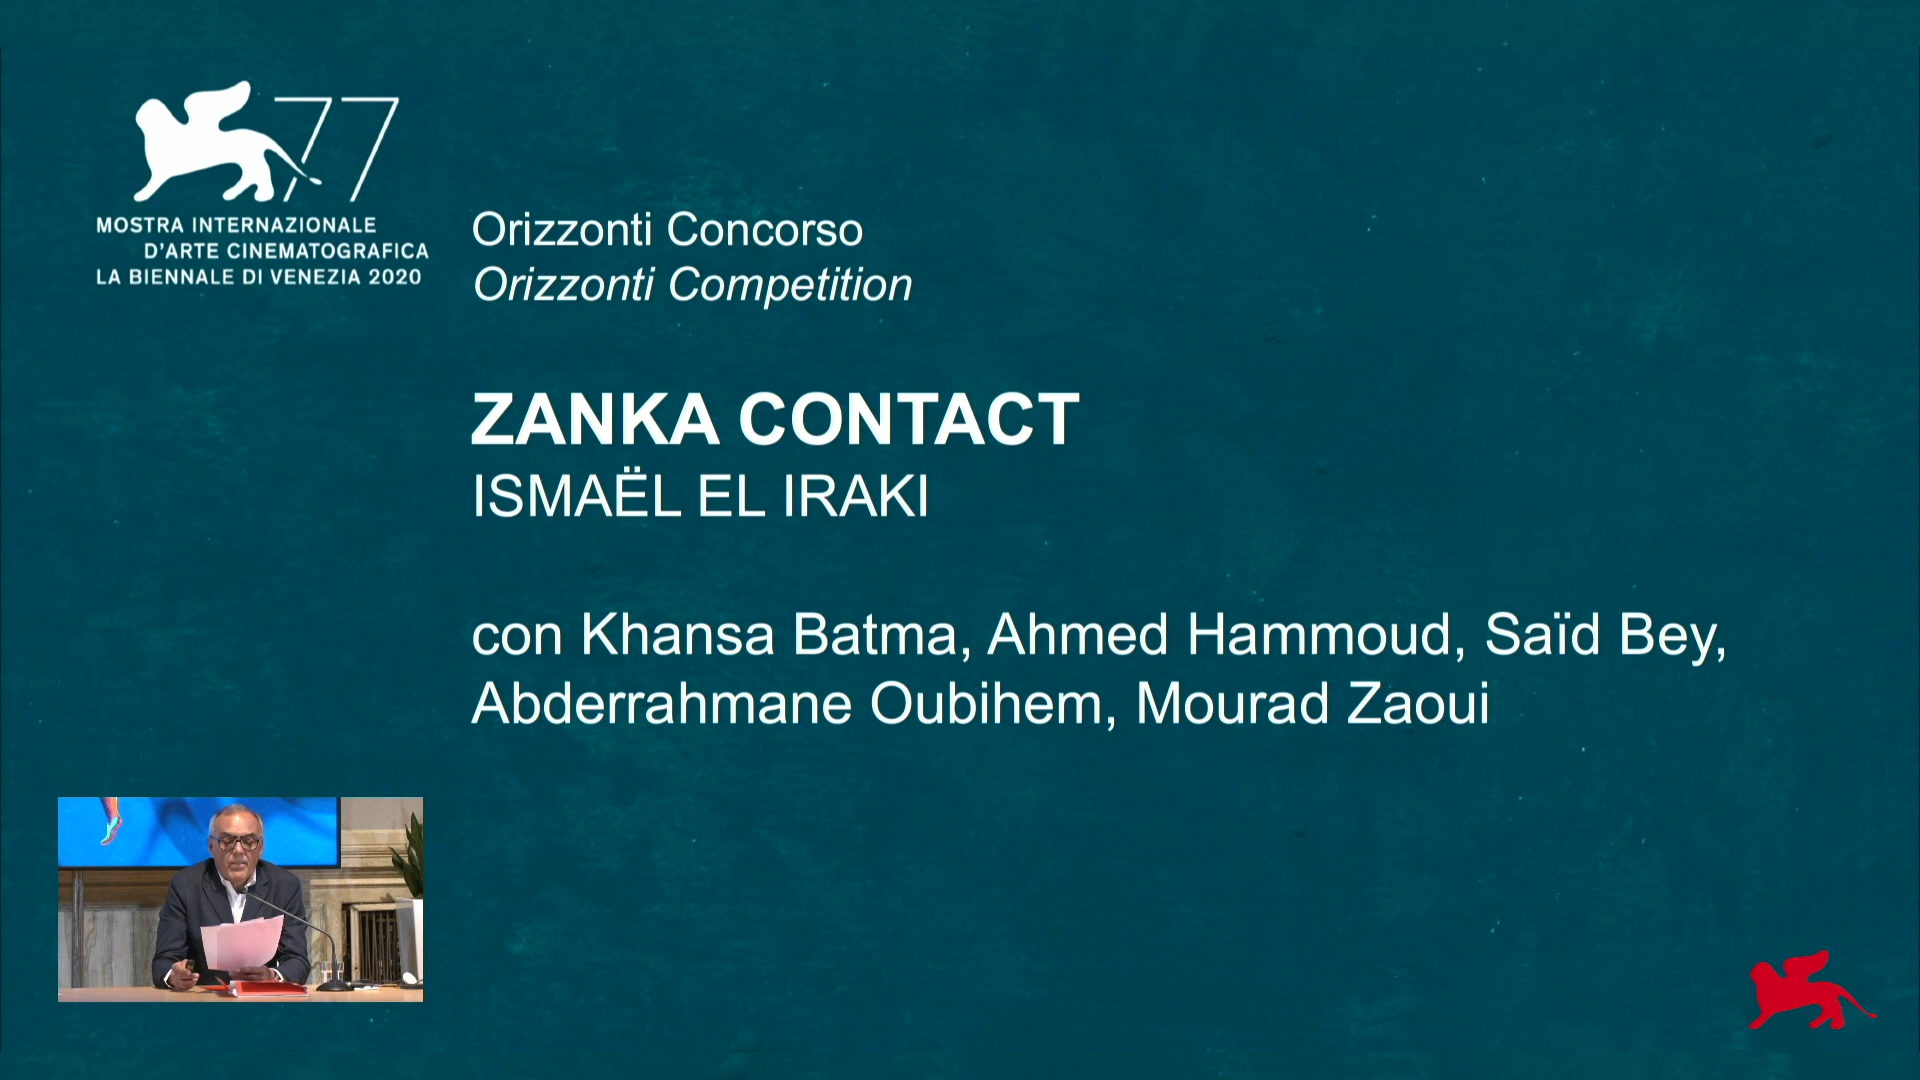 77
MOSTRA INTERNAZIONALE
D'ARTE CINEMATOGRAFICA
LA BIENNALE DI VENEZIA 2020
Orizzonti Concorso
Orizzonti Competition
ZANKA CONTACT
ISMAËL EL IRAKI
con Khansa Batma, Ahmed Hammoud, Saïd Bey,
Abderrahmane Oubihem, Mourad Zaoui